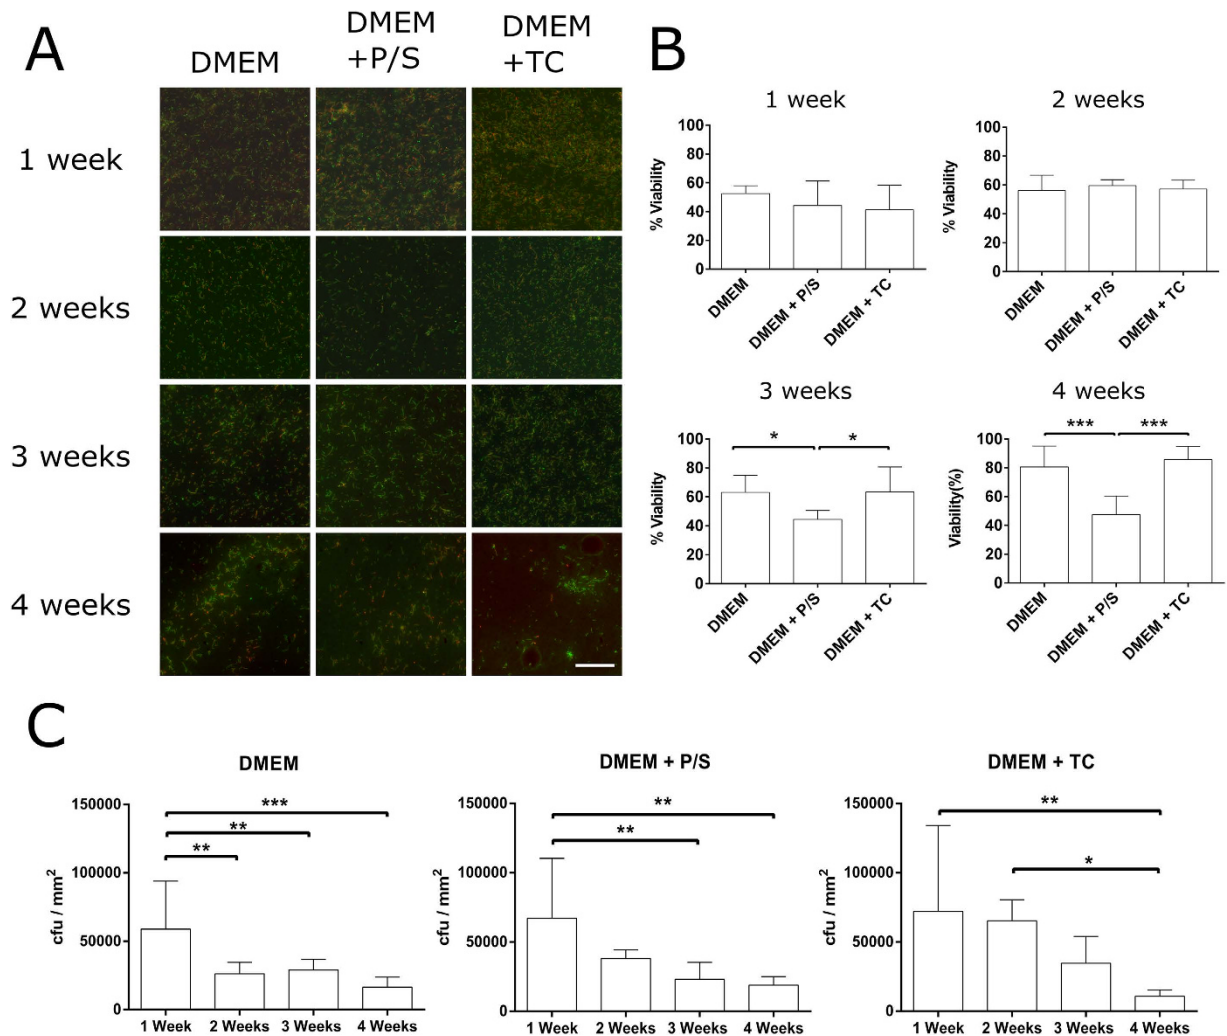 A
DMEM
DMEM
+P/S
DMEM
+TC
1 week
2 weeks
3 weeks
4 weeks
B
1 week
% Viability
100
80
60
40
20
0
DMEM
DMEM + P/S
DMEM + TC
2 weeks
% Viability
100
80
60
40
20
0
DMEM
DMEM + P/S
DMEM + TC
3 weeks
* *
% Viability
100
80
60
40
20
0
DMEM
DMEM + P/S
DMEM + TC
4 weeks
*** ***
Viability(%)
100
80
60
40
20
0
DMEM
DMEM + P/S
DMEM + TC
C
DMEM
cfu / mm²
150000
100000
50000
0
***
**
**
1 Week 2 Weeks 3 Weeks 4 Weeks
DMEM + P/S
cfu / mm²
150000
100000
50000
0
**
**
1 Week 2 Weeks 3 Weeks 4 Weeks
DMEM + TC
cfu / mm²
150000
100000
50000
0
**
*
1 Week 2 Weeks 3 Weeks 4 Weeks